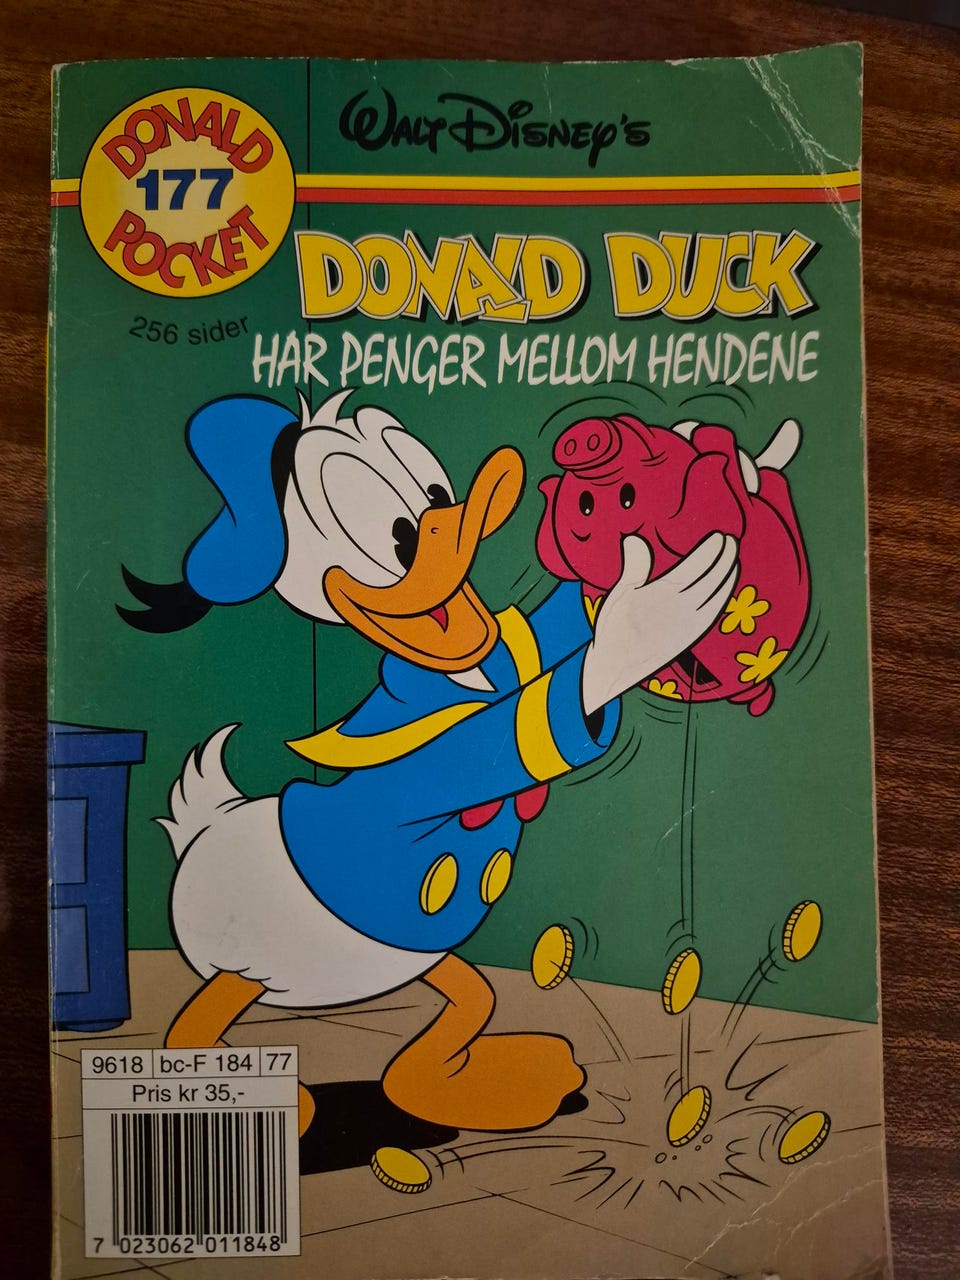 WALT DISNEY'S
DONALD
177
POCKET
256 sider
DONALD DUCK
HAR PENGER MELLOM HENDENE
9618 bc-F 184 77
Pris kr 35,-
7 023062 011848